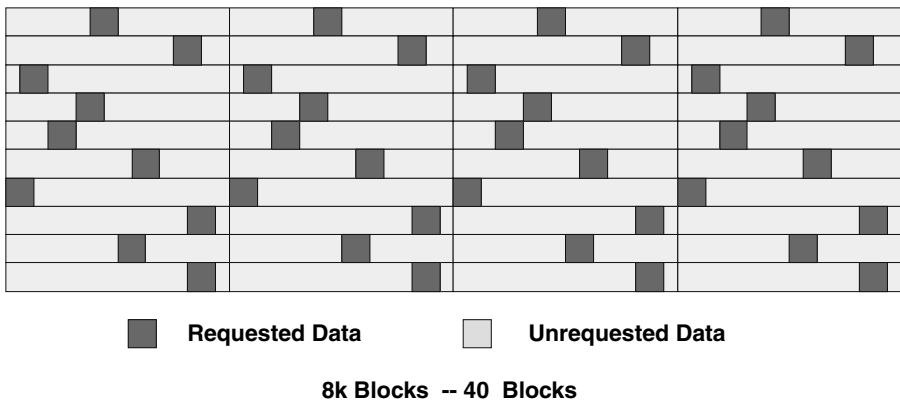 Requested Data Unrequested Data
8k Blocks -- 40 Blocks